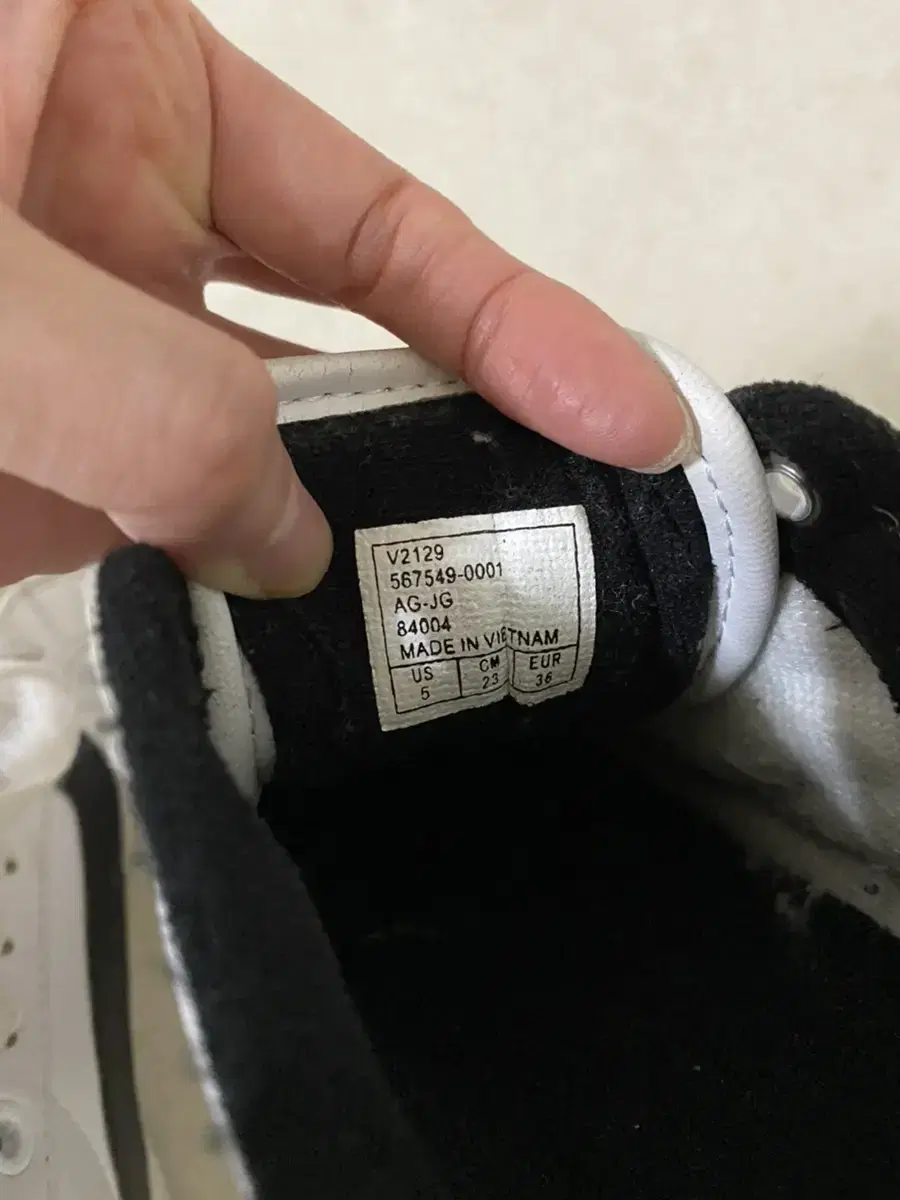 V2129
567549-0001
AG-JG
84004
MADE IN VIETNAM
US CM EUR
5 23 36